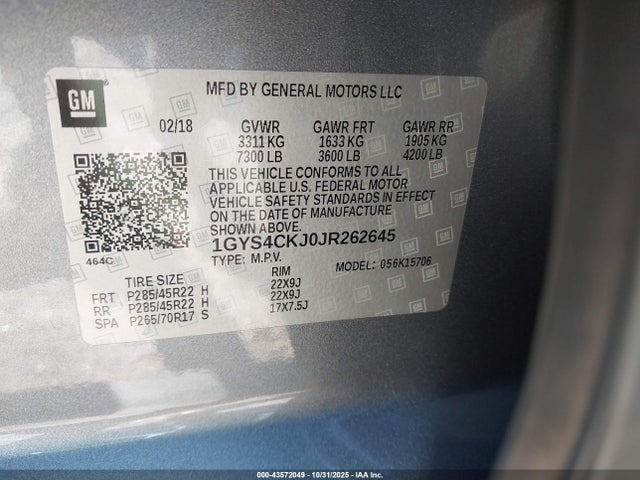 GM
MFD BY GENERAL MOTORS LLC
02/18 GVWR GAWR FRT GAWR RR
3311 KG 1633 KG 1905 KG
7300 LB 3600 LB 4200 LB
THIS VEHICLE CONFORMS TO ALL
APPLICABLE U.S. FEDERAL MOTOR
VEHICLE SAFETY STANDARDS IN EFFECT
ON THE DATE OF MANUFACTURE
SHOWN ABOVE.
1GYS4CKJ0JR262645
464C
TYPE: M.P.V. MODEL: 056K15706
TIRE SIZE RIM
FRT P285/45R22 H 22X9J
RR P285/45R22 H 22X9J
SPA P265/70R17 S 17X7.5J
000-43572049 - 10/31/2025 - IAA Inc.